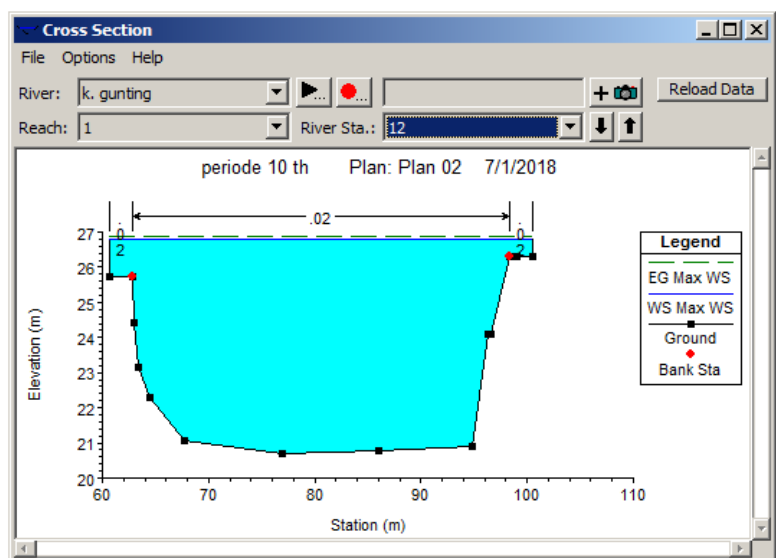 Cross Section
File Options Help
River: k. gunting ... ... + Reload Data
Reach: 1 River Sta.: 12
periode 10 th Plan: Plan 02 7/1/2018
.02 .02 .02
Elevation (m)
27
26
25
24
23
22
21
20
60 70 80 90 100 110
Station (m)
Legend
EG Max WS
WS Max WS
Ground
Bank Sta